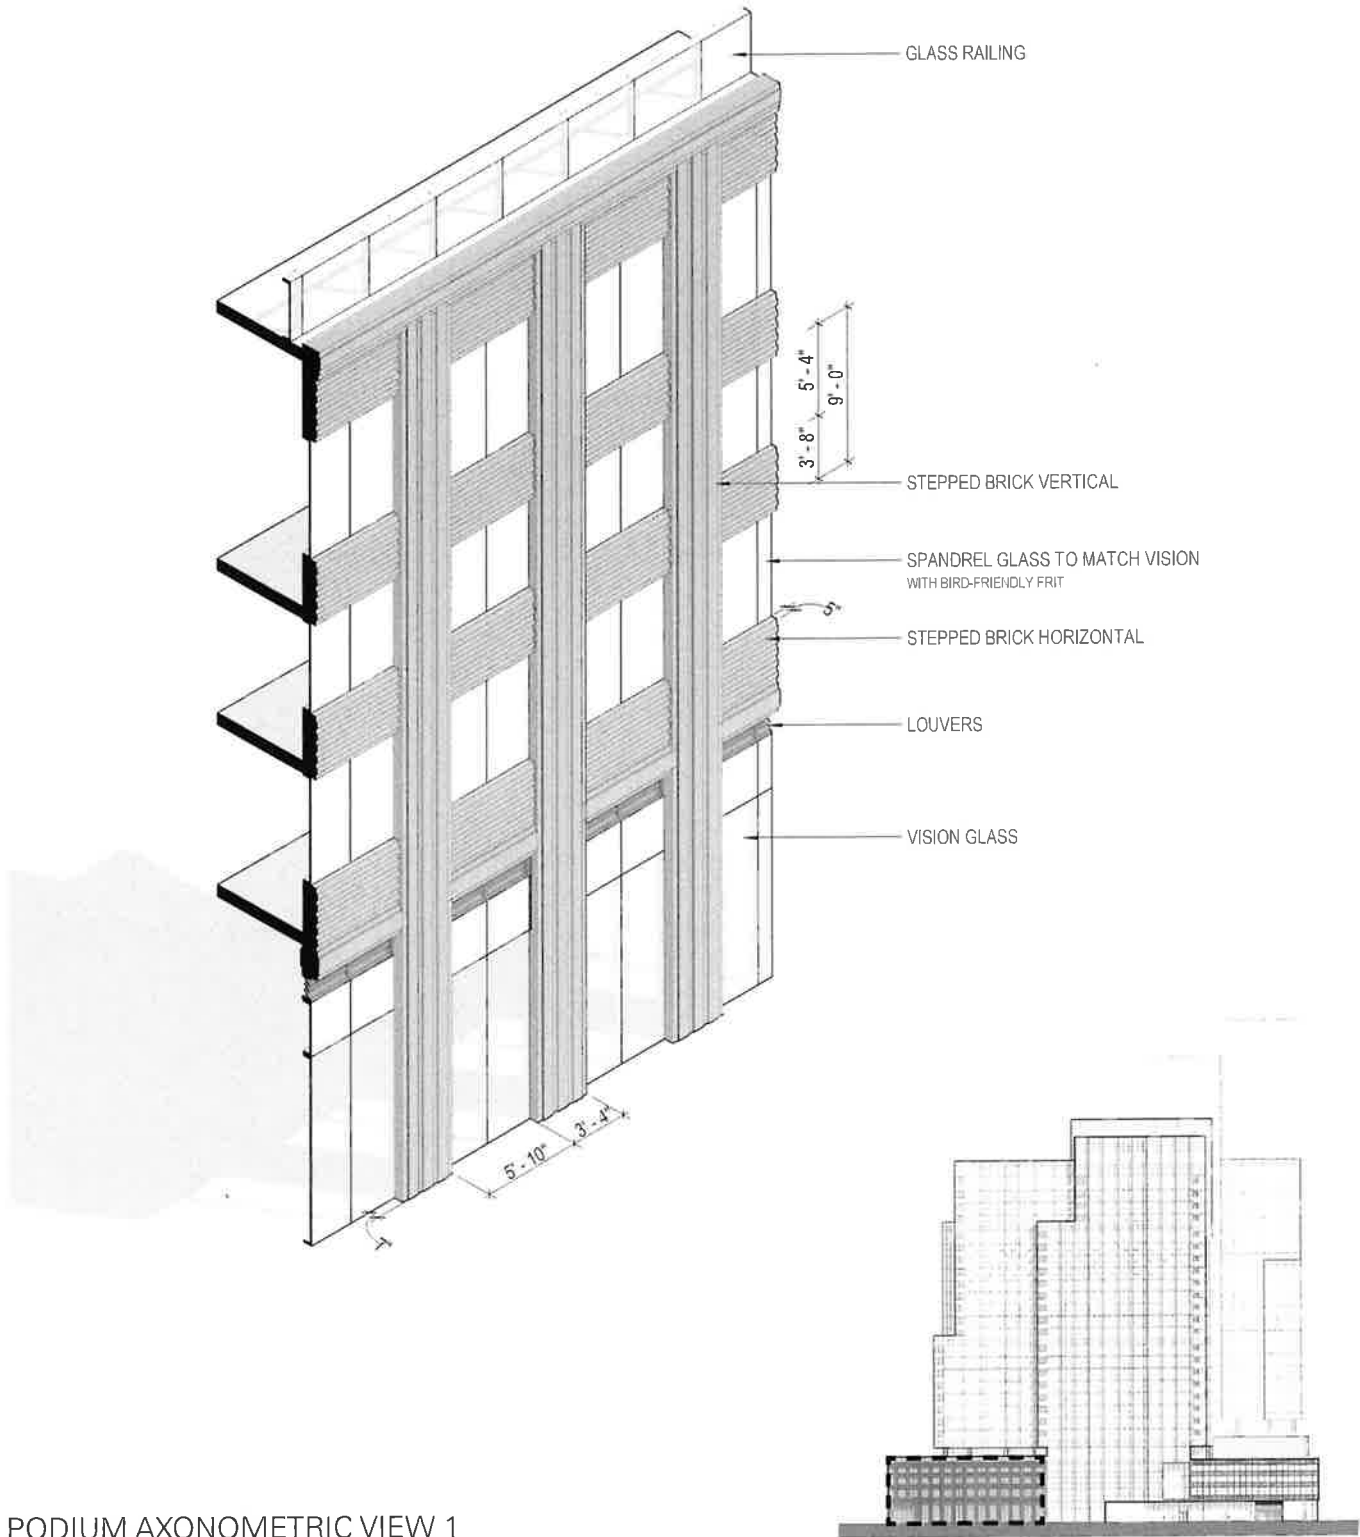 GLASS RAILING
5' - 4"
9' - 0"
3' - 8"
STEPPED BRICK VERTICAL
SPANDREL GLASS TO MATCH VISION
WITH BIRD-FRIENDLY FRIT
5"
STEPPED BRICK HORIZONTAL
LOUVERS
VISION GLASS
3' - 4"
5' - 10"
PODIUM AXONOMETRIC VIEW 1